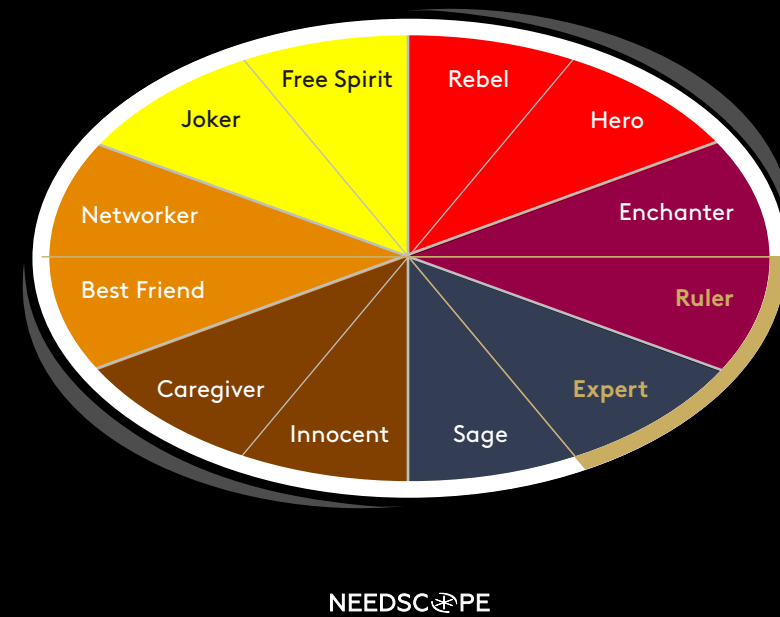 Free Spirit
Rebel
Joker
Hero
Networker
Enchanter
Best Friend
Ruler
Caregiver
Expert
Innocent
Sage
NEEDSCOPE